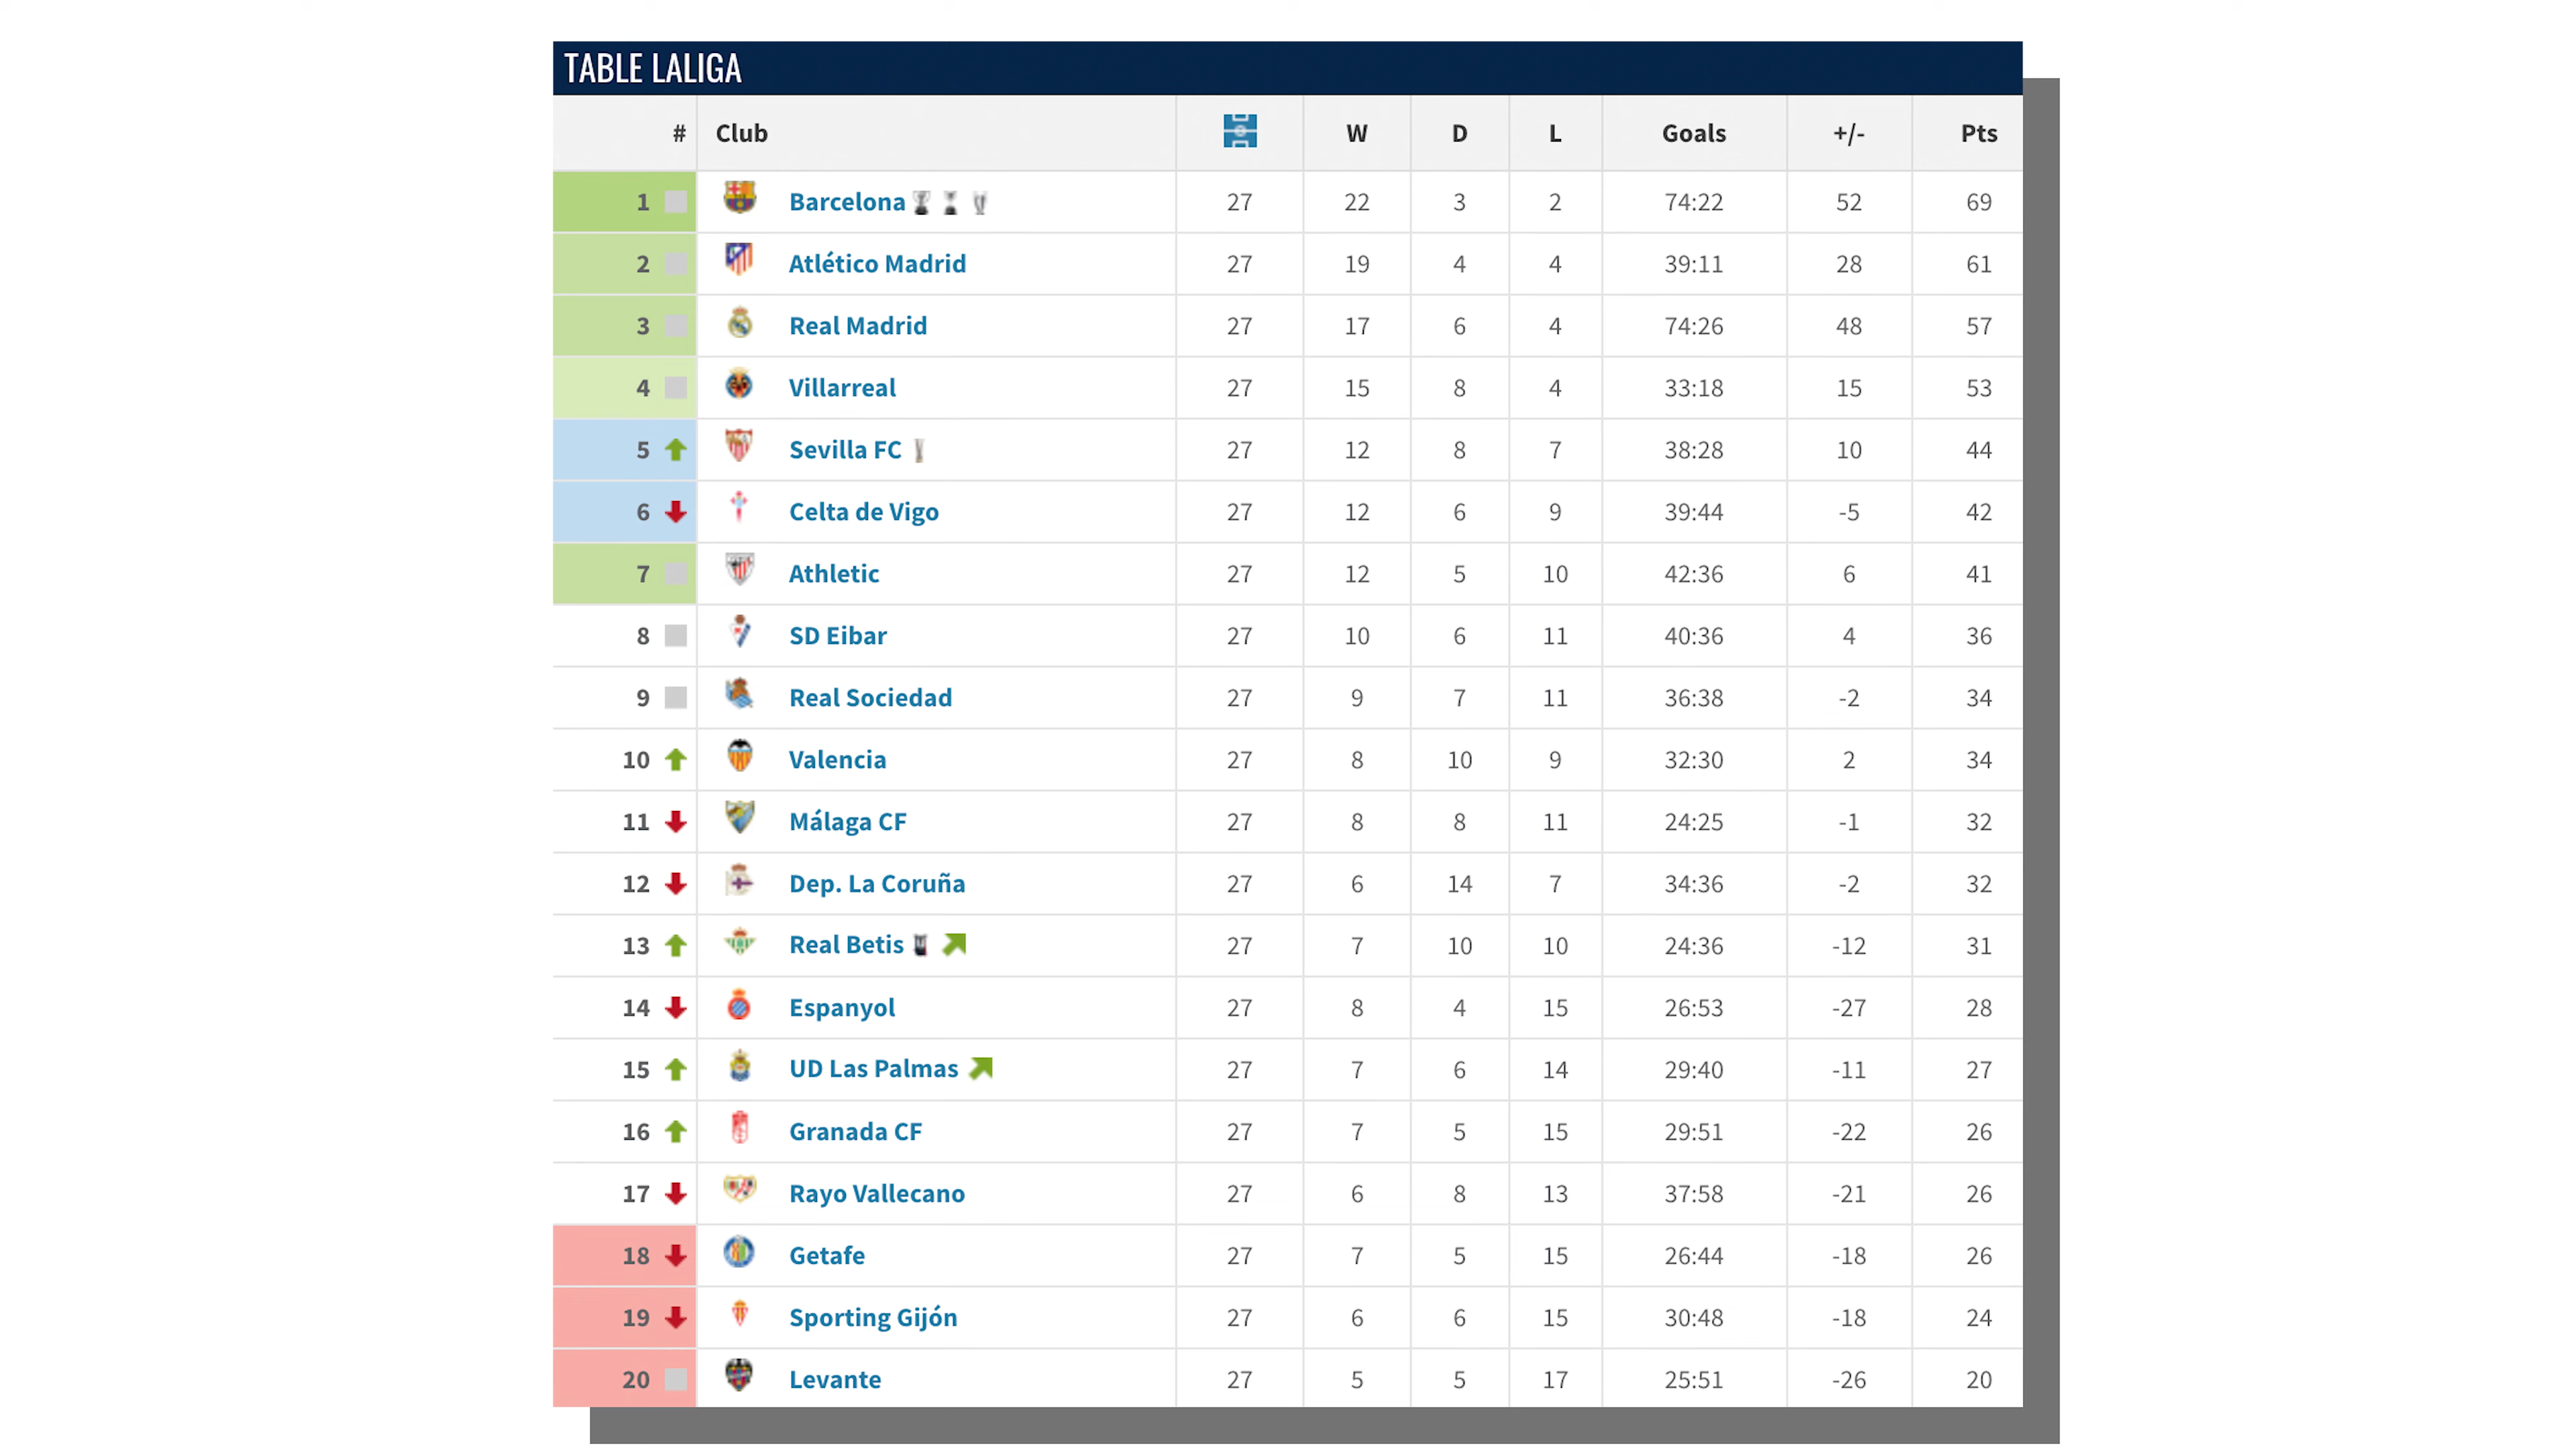 TABLE LALIGA
# Club W D L Goals +/- Pts
1 Barcelona 27 22 3 2 74:22 52 69
2 Atlético Madrid 27 19 4 4 39:11 28 61
3 Real Madrid 27 17 6 4 74:26 48 57
4 Villarreal 27 15 8 4 33:18 15 53
5 Sevilla FC 27 12 8 7 38:28 10 44
6 Celta de Vigo 27 12 6 9 39:44 -5 42
7 Athletic 27 12 5 10 42:36 6 41
8 SD Eibar 27 10 6 11 40:36 4 36
9 Real Sociedad 27 9 7 11 36:38 -2 34
10 Valencia 27 8 10 9 32:30 2 34
11 Málaga CF 27 8 8 11 24:25 -1 32
12 Dep. La Coruña 27 6 14 7 34:36 -2 32
13 Real Betis 27 7 10 10 24:36 -12 31
14 Espanyol 27 8 4 15 26:53 -27 28
15 UD Las Palmas 27 7 6 14 29:40 -11 27
16 Granada CF 27 7 5 15 29:51 -22 26
17 Rayo Vallecano 27 6 8 13 37:58 -21 26
18 Getafe 27 7 5 15 26:44 -18 26
19 Sporting Gijón 27 6 6 15 30:48 -18 24
20 Levante 27 5 5 17 25:51 -26 20